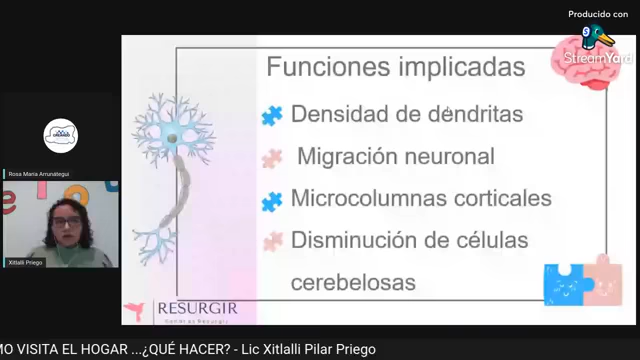 Producido con
StreamYard
Funciones implicadas
Densidad de dendritas
Migración neuronal
Microcolumnas corticales
Disminución de células
cerebelosas
Rosa Maria Arrunátegui
Xitlalli Priego
RESURGIR
MO VISITA EL HOGAR ...¿QUÉ HACER? - Lic Xitlalli Pilar Priego